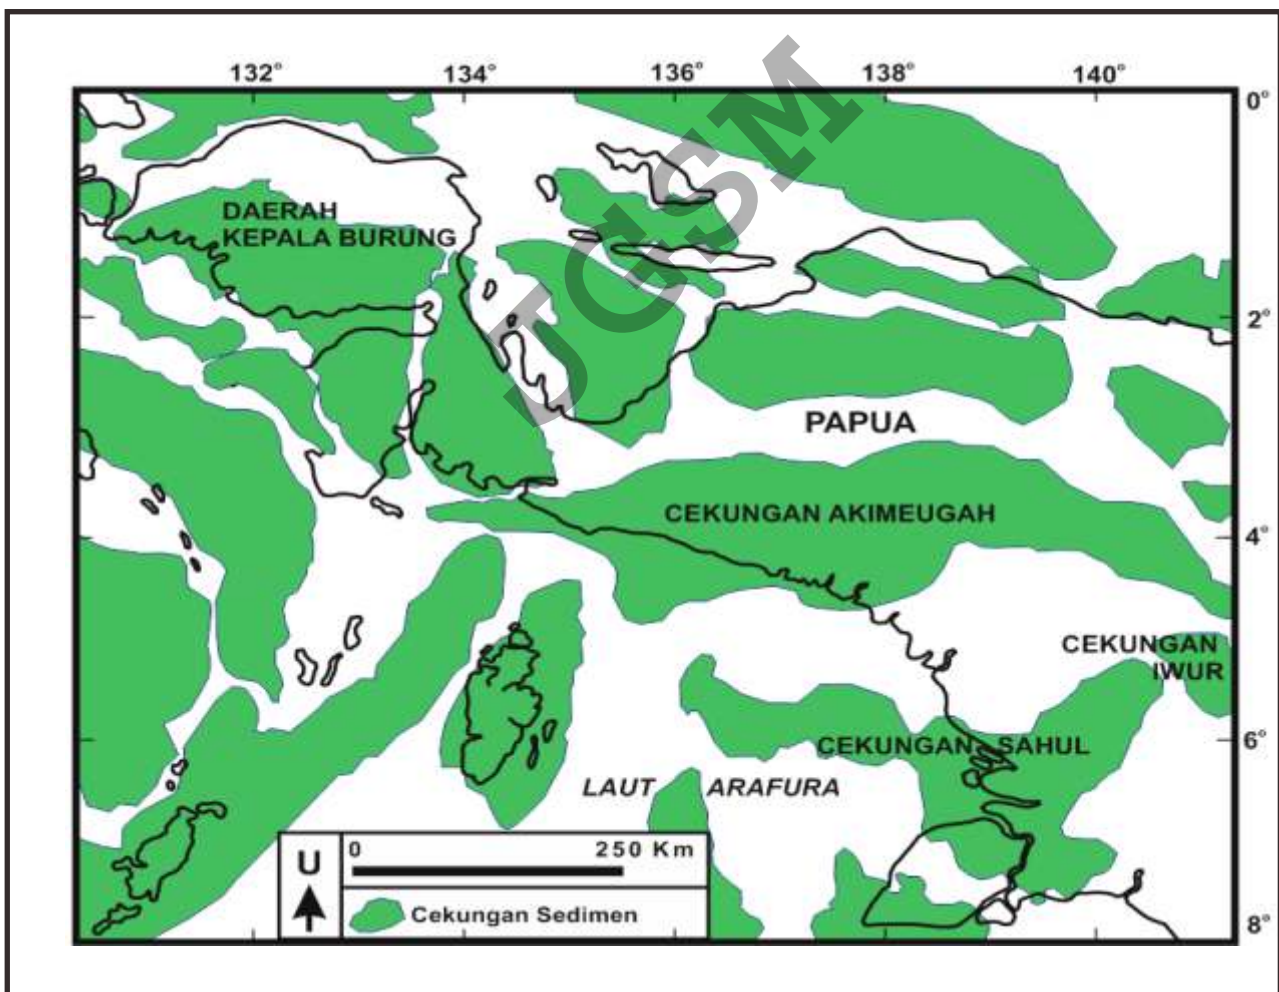 132°
134°
136°
138°
140°
0°
DAERAH
KEPALA BURUNG
2°
PAPUA
CEKUNGAN AKIMEUGAH
4°
CEKUNGAN
IWUR
CEKUNGAN SAHUL
6°
LAUT ARAFURA
U
0 250 Km
Cekungan Sedimen
8°
UGSM